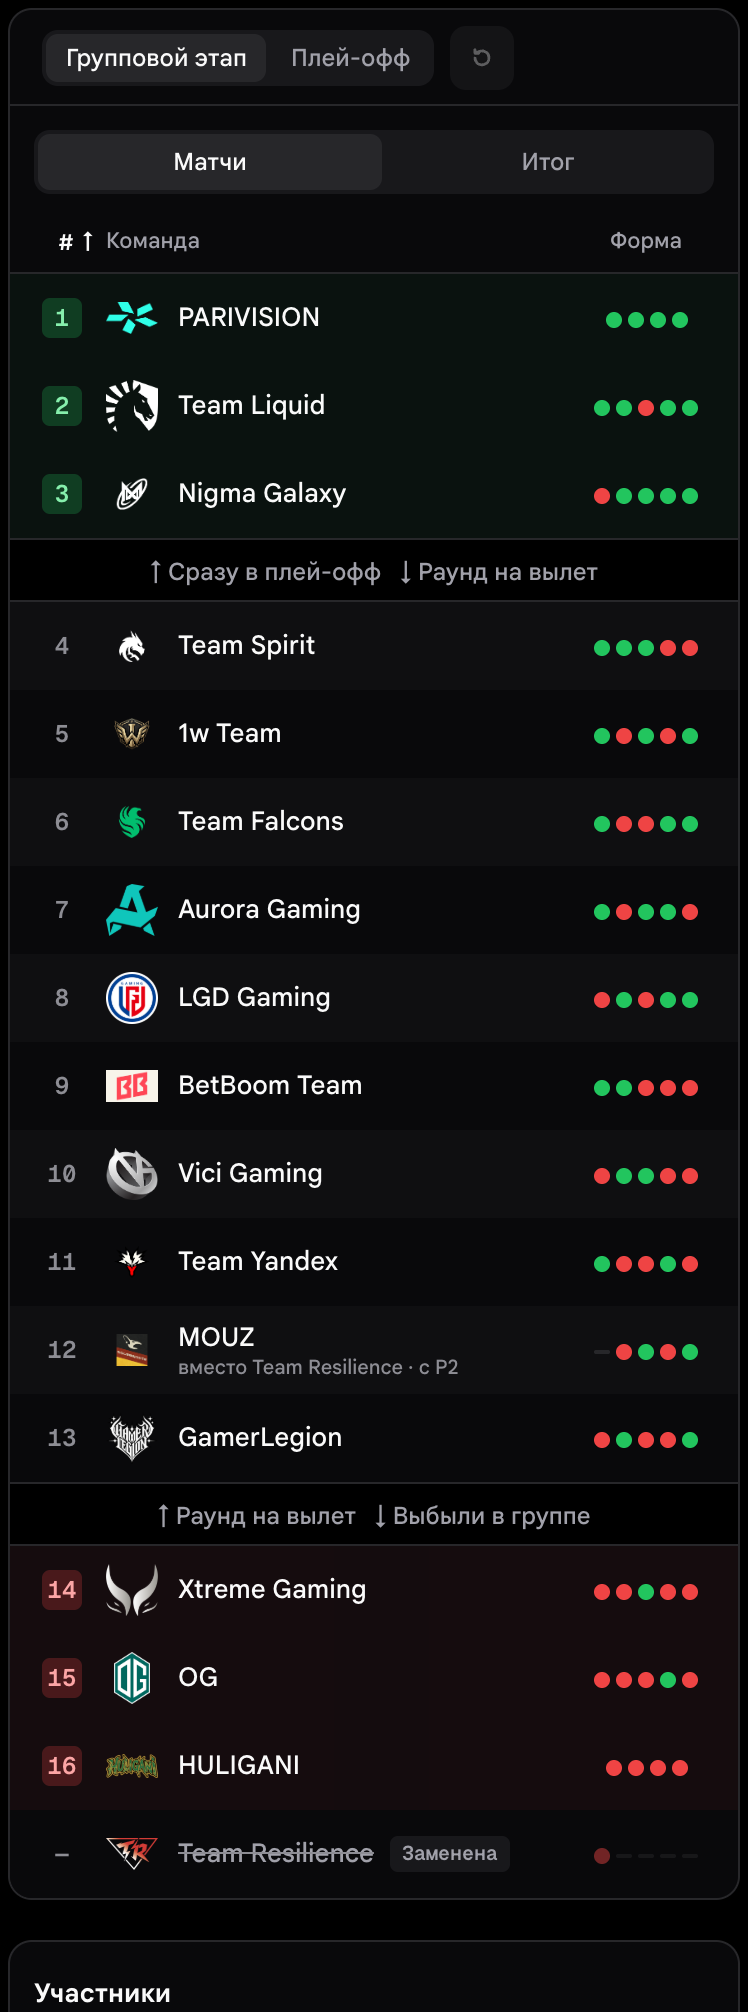 Групповой этап Плей-офф
Матчи Итог
# ↑ Команда Форма
1 PARIVISION
2 Team Liquid
3 Nigma Galaxy
↑ Сразу в плей-офф ↓ Раунд на вылет
4 Team Spirit
5 1w Team
6 Team Falcons
7 Aurora Gaming
8 LGD Gaming
9 BetBoom Team
10 Vici Gaming
11 Team Yandex
12 MOUZ
вместо Team Resilience · с Р2
13 GamerLegion
↑ Раунд на вылет ↓ Выбыли в группе
14 Xtreme Gaming
15 OG
16 HULIGANI
– Team Resilience Заменена
Участники